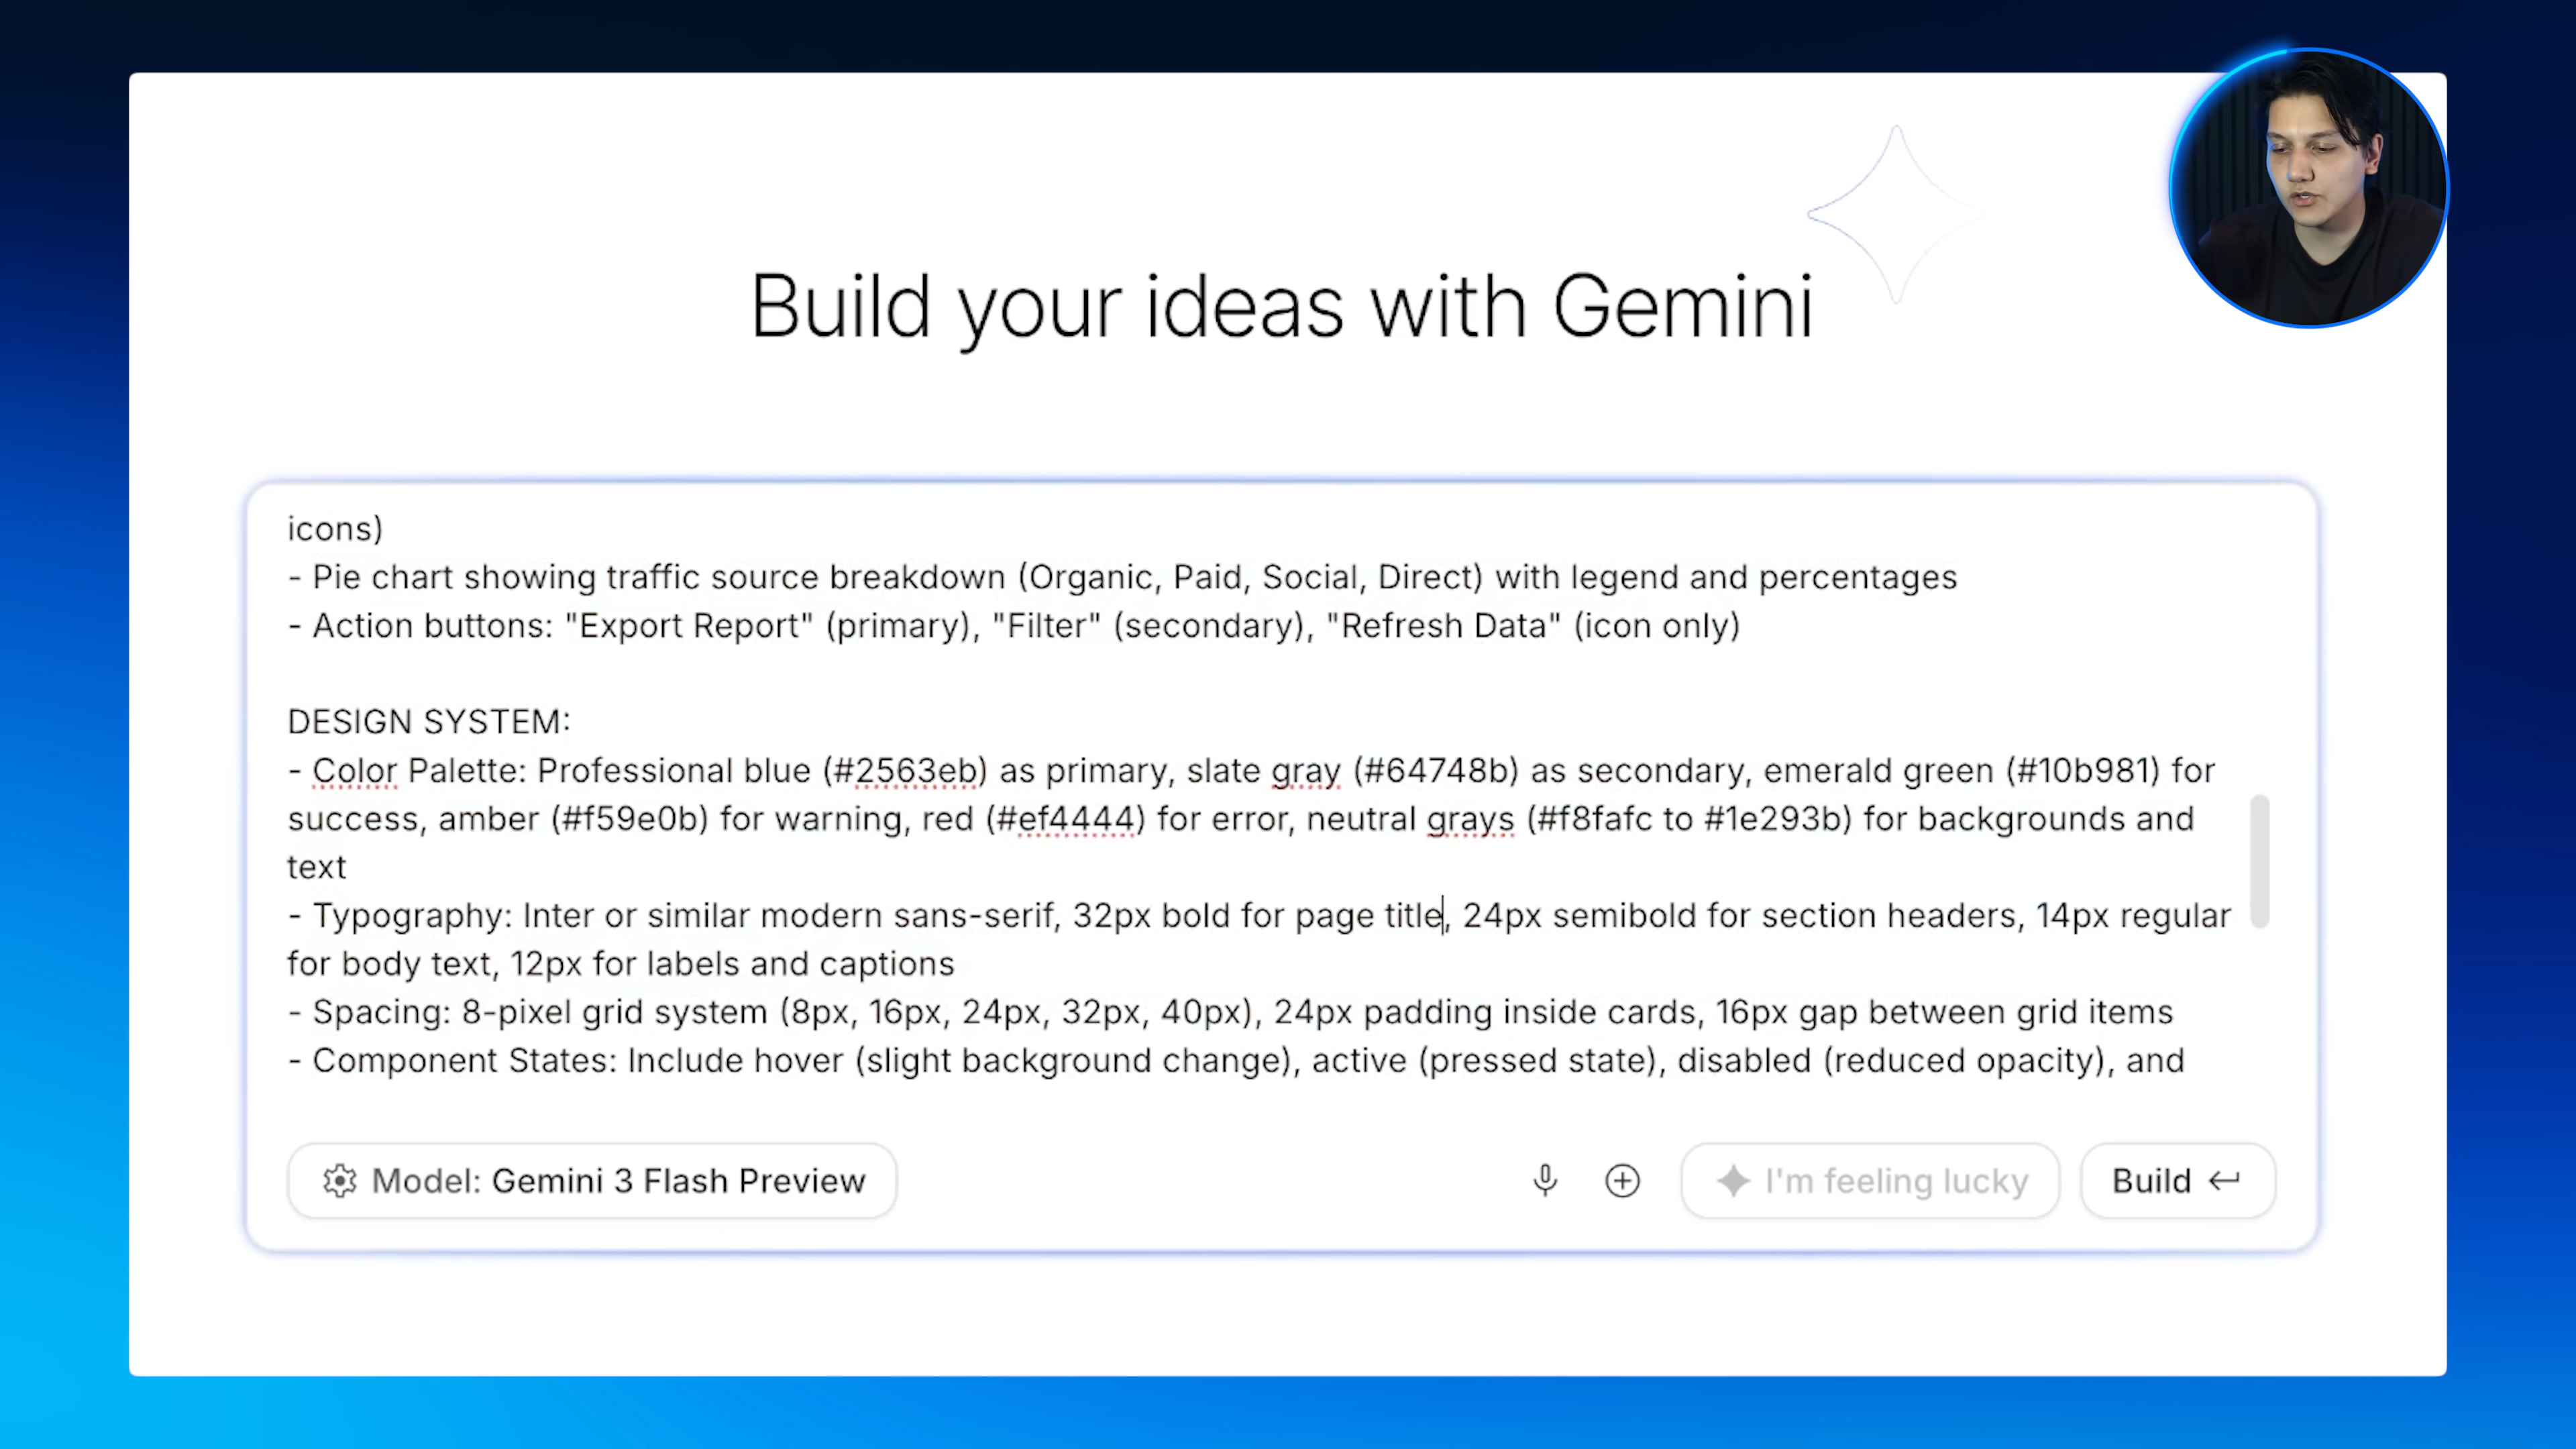 Build your ideas with Gemini
icons)
- Pie chart showing traffic source breakdown (Organic, Paid, Social, Direct) with legend and percentages
- Action buttons: "Export Report" (primary), "Filter" (secondary), "Refresh Data" (icon only)
DESIGN SYSTEM:
- Color Palette: Professional blue (#2563eb) as primary, slate gray (#64748b) as secondary, emerald green (#10b981) for
success, amber (#f59e0b) for warning, red (#ef4444) for error, neutral grays (#f8fafc to #1e293b) for backgrounds and
text
- Typography: Inter or similar modern sans-serif, 32px bold for page title, 24px semibold for section headers, 14px regular
for body text, 12px for labels and captions
- Spacing: 8-pixel grid system (8px, 16px, 24px, 32px, 40px), 24px padding inside cards, 16px gap between grid items
- Component States: Include hover (slight background change), active (pressed state), disabled (reduced opacity), and
Model: Gemini 3 Flash Preview
I'm feeling lucky
Build